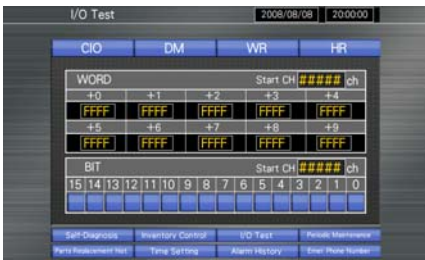 I/O Test 2008/08/08 20:00:00
CIO DM WR HR
WORD Start CH ##### ch
+0 +1 +2 +3 +4
FFFF FFFF FFFF FFFF FFFF
+5 +6 +7 +8 +9
FFFF FFFF FFFF FFFF FFFF
BIT Start CH ##### ch
15 14 13 12 11 10 9 8 7 6 5 4 3 2 1 0
Self-Diagnosis Inventory Control I/O Test Periodic Maintenance
Parts Replacement Hist. Time Setting Alarm History Enter Phone Number